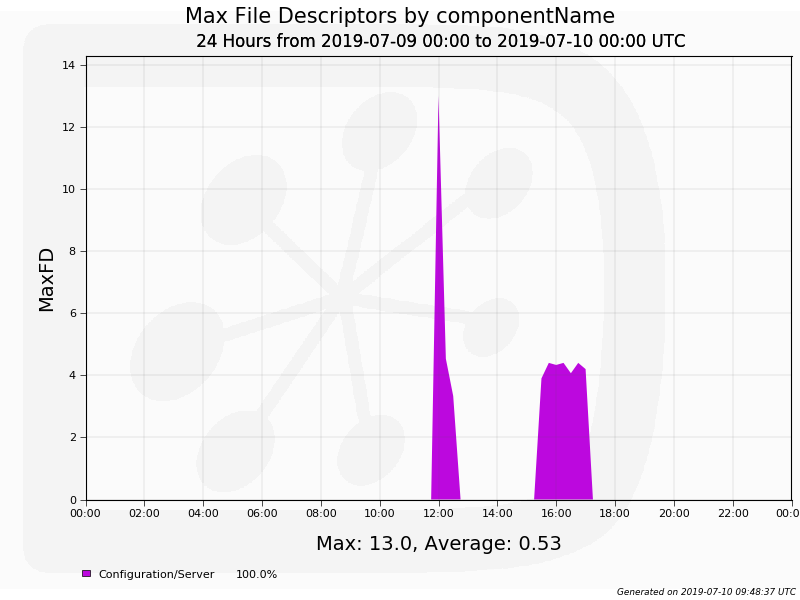 Max File Descriptors by componentName
24 Hours from 2019-07-09 00:00 to 2019-07-10 00:00 UTC
MaxFD
14
12
10
8
6
4
2
0
00:00 02:00 04:00 06:00 08:00 10:00 12:00 14:00 16:00 18:00 20:00 22:00 00:0
Max: 13.0, Average: 0.53
Configuration/Server 100.0%
Generated on 2019-07-10 09:48:37 UTC